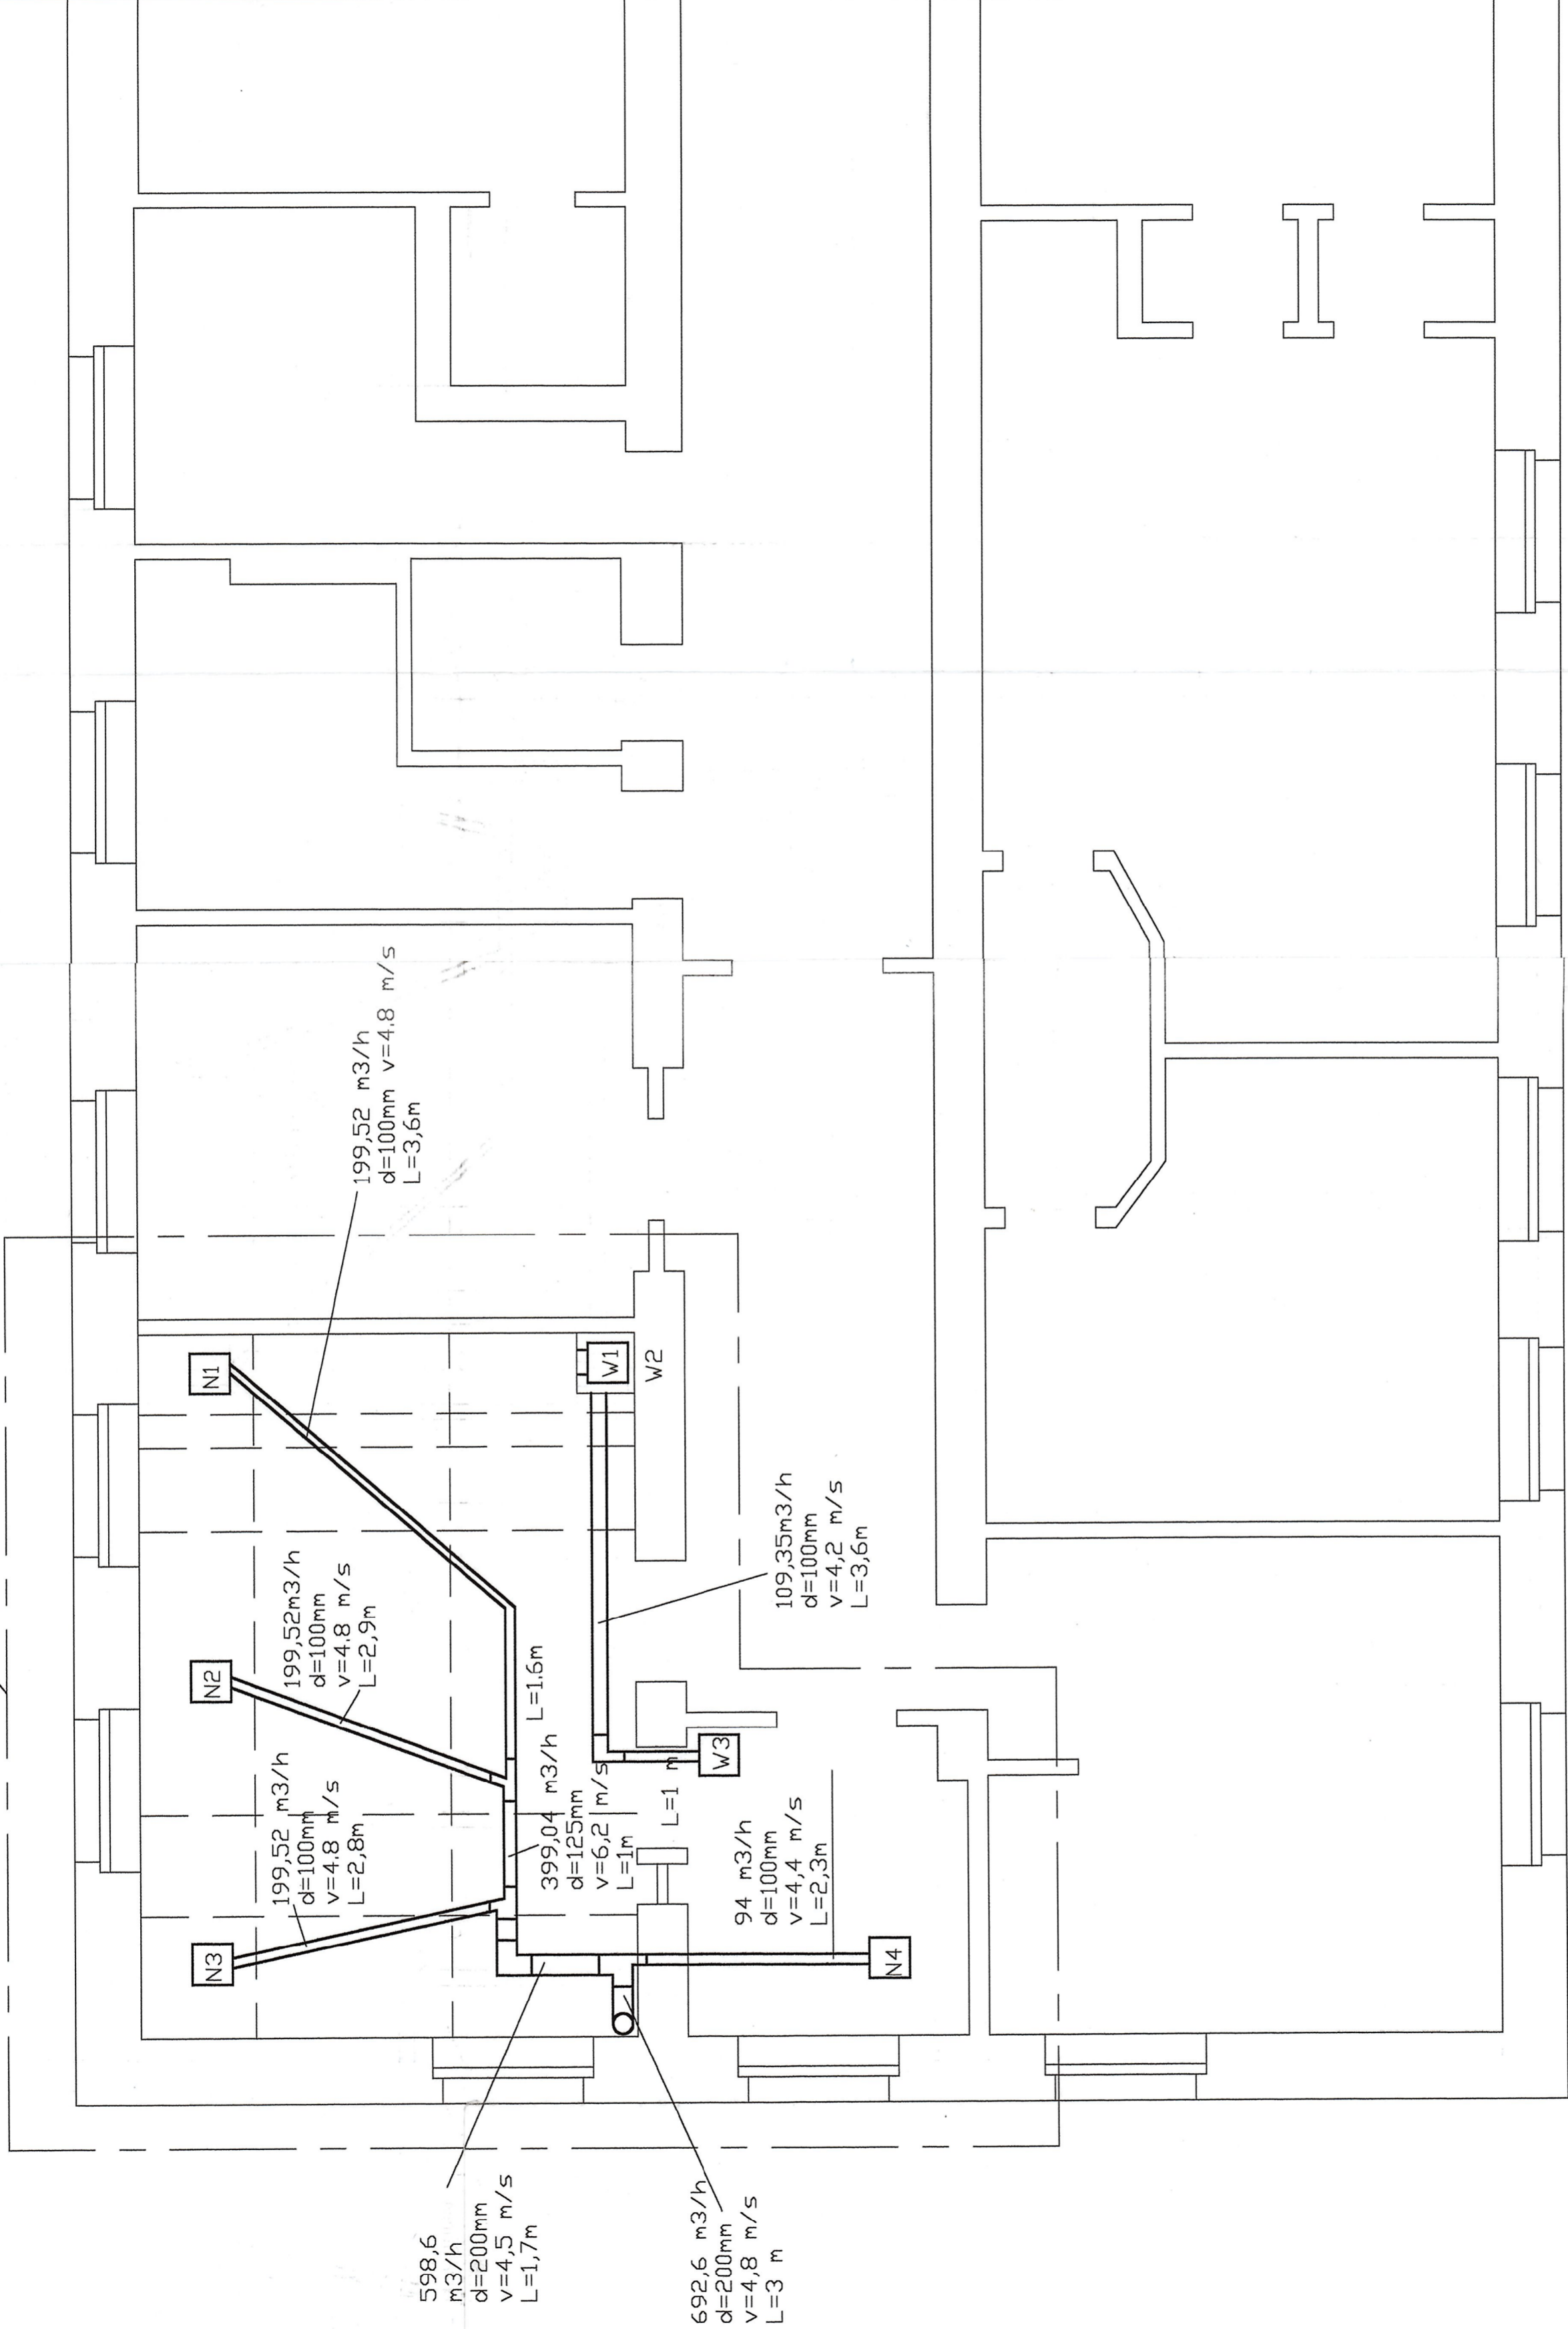 199,52 m3/h
d=100mm v=4.8 m/s
L=3,6m
N1
W1
W2
199,52m3/h
d=100mm
v=4.8 m/s
L=2,9m
N2
L=1.6m
109,35m3/h
d=100mm
v=4,2 m/s
L=3,6m
199,52 m3/h
d=100mm
v=4.8 m/s
L=2,8m
N3
399,04 m3/h
d=125mm
v=6,2 m/s
L=1m
L=1 m
W3
94 m3/h
d=100mm
v=4,4 m/s
L=2,3m
N4
598,6
m3/h
d=200mm
v=4,5 m/s
L=1,7m
692,6 m3/h
d=200mm
v=4,8 m/s
L=3 m